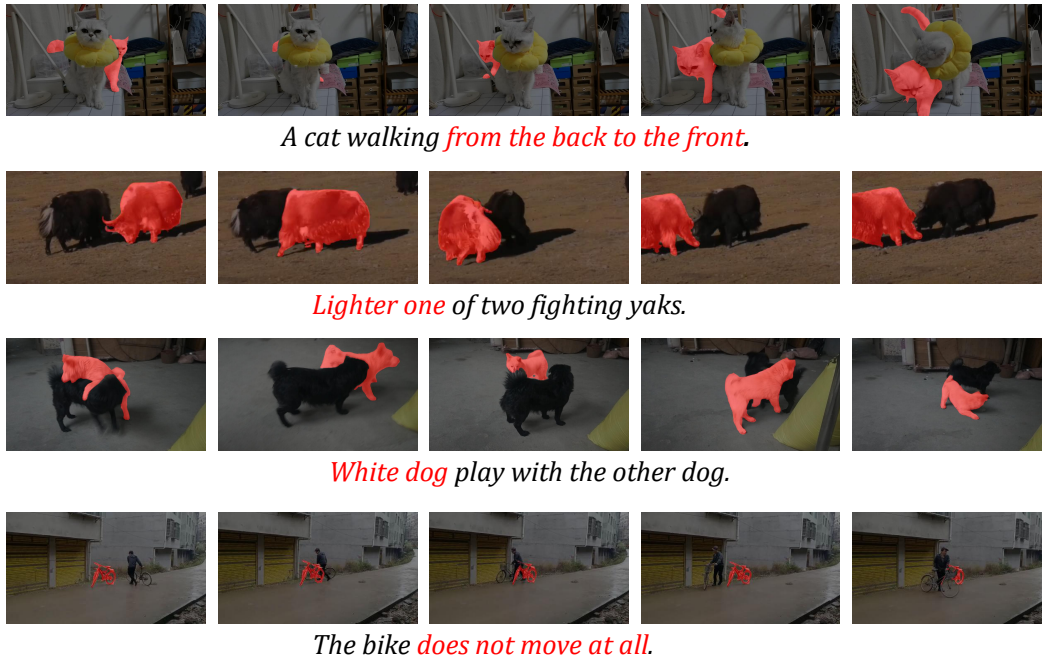 A cat walking from the back to the front.
Lighter one of two fighting yaks.
White dog play with the other dog.
The bike does not move at all.